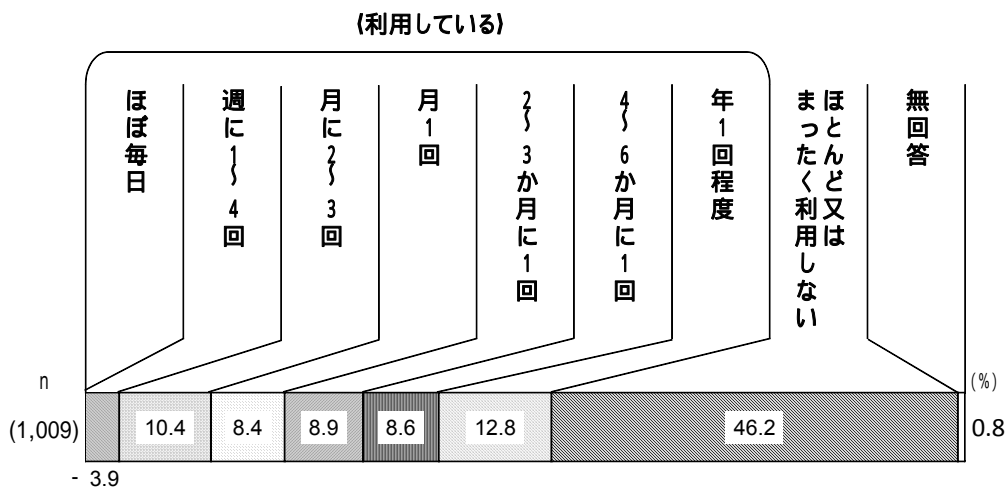 (利用している)
ほぼ毎日
週に1〜4回
月に2〜3回
月1回
2〜3か月に1回
4〜6か月に1回
年1回程度
ほとんど又は
まったく利用しない
無回答
n
(%)
(1,009)
10.4
8.4
8.9
8.6
12.8
46.2
0.8
- 3.9